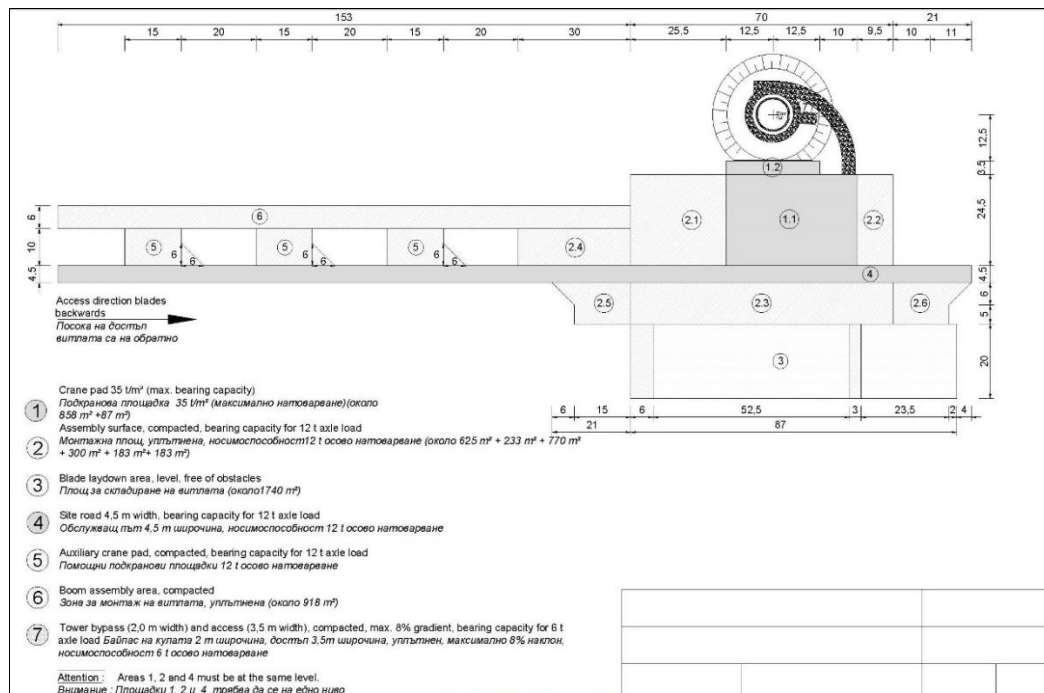 153
70
21
15
20
15
20
15
20
30
25,5
12,5
12,5
10
9,5
10
11
12,5
3,5
24,5
4,5
6
5
20
6
10
4.5
1.2
2.1
1.1
2.2
6
5
6
6
5
6
6
5
6
6
2.4
4
2.5
2.3
2.6
3
6
15
6
52,5
3
23,5
2
4
21
87
Access direction blades
backwards
Посока на достъп
витлата са на обратно
Crane pad 35 t/m² (max. bearing capacity)
1
Подкранова площадка 35 t/m² (максимално натоварване)(около
858 m² +87 m²)
Assembly surface, compacted, bearing capacity for 12 t axle load
2
Монтажна площ, уплътнена, носимоспособност12 t осово натоварване (около 625 m² + 233 m² + 770 m²
+ 300 m² + 183 m²+ 183 m²)
3
Blade laydown area, level, free of obstacles
Площ за складиране на витлата (около1740 m²)
4
Site road 4,5 m width, bearing capacity for 12 t axle load
Обслужващ път 4,5 m широчина, носимоспособност 12 t осово натоварване
5
Auxiliary crane pad, compacted, bearing capacity for 12 t axle load
Помощни подкранови площадки 12 t осово натоварване
6
Boom assembly area, compacted
Зона за монтаж на витлата, уплътнена (около 918 m²)
7
Tower bypass (2,0 m width) and access (3,5 m width), compacted, max. 8% gradient, bearing capacity for 6 t
axle load Байпас на кулата 2 m широчина, достъп 3,5m широчина, уплътнен, максимално 8% наклон,
носимоспособност 6 t осово натоварване
Attention : Areas 1, 2 and 4 must be at the same level.
Внимание : Площадки 1, 2 и 4 трябва да се на едно ниво